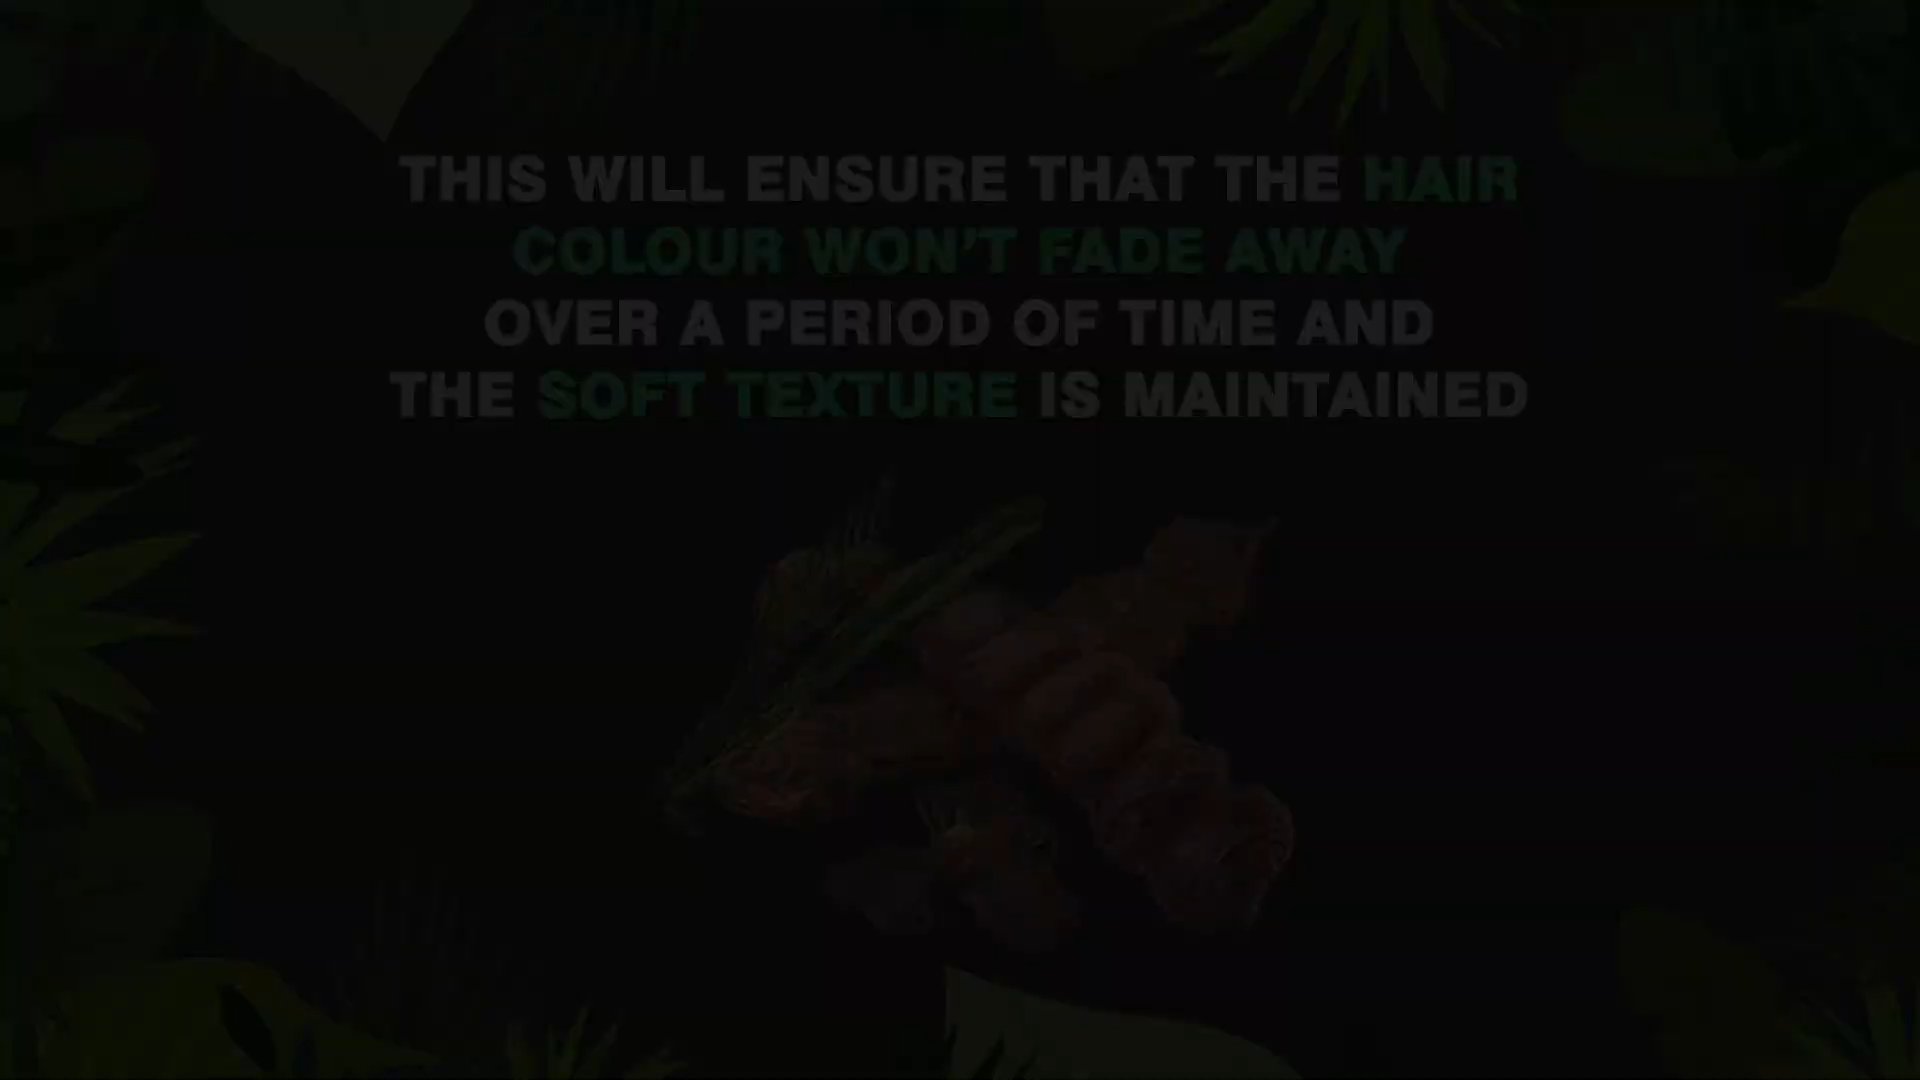 THIS WILL ENSURE THAT THE HAIR
COLOUR WON'T FADE AWAY
OVER A PERIOD OF TIME AND
THE SOFT TEXTURE IS MAINTAINED